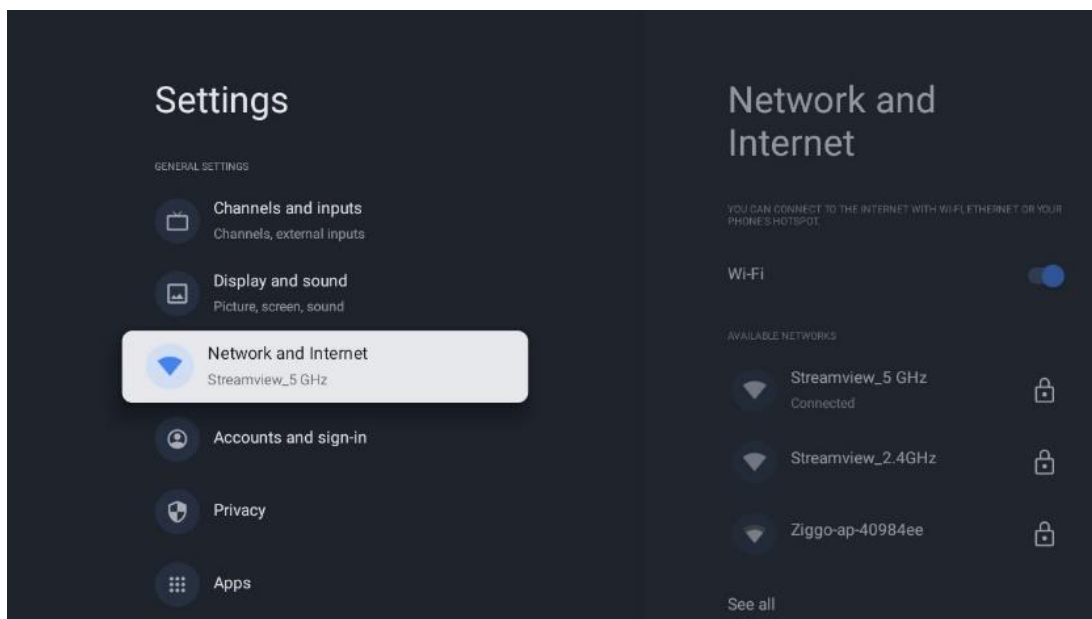 Settings
GENERAL SETTINGS
Channels and inputs
Channels, external inputs
Display and sound
Picture, screen, sound
Network and Internet
Streamview_5 GHz
Accounts and sign-in
Privacy
Apps
Network and
Internet
YOU CAN CONNECT TO THE INTERNET WITH WI-FI, ETHERNET OR YOUR
PHONE'S HOTSPOT.
Wi-Fi
AVAILABLE NETWORKS
Streamview_5 GHz
Connected
Streamview_2.4GHz
Ziggo-ap-40984ee
See all